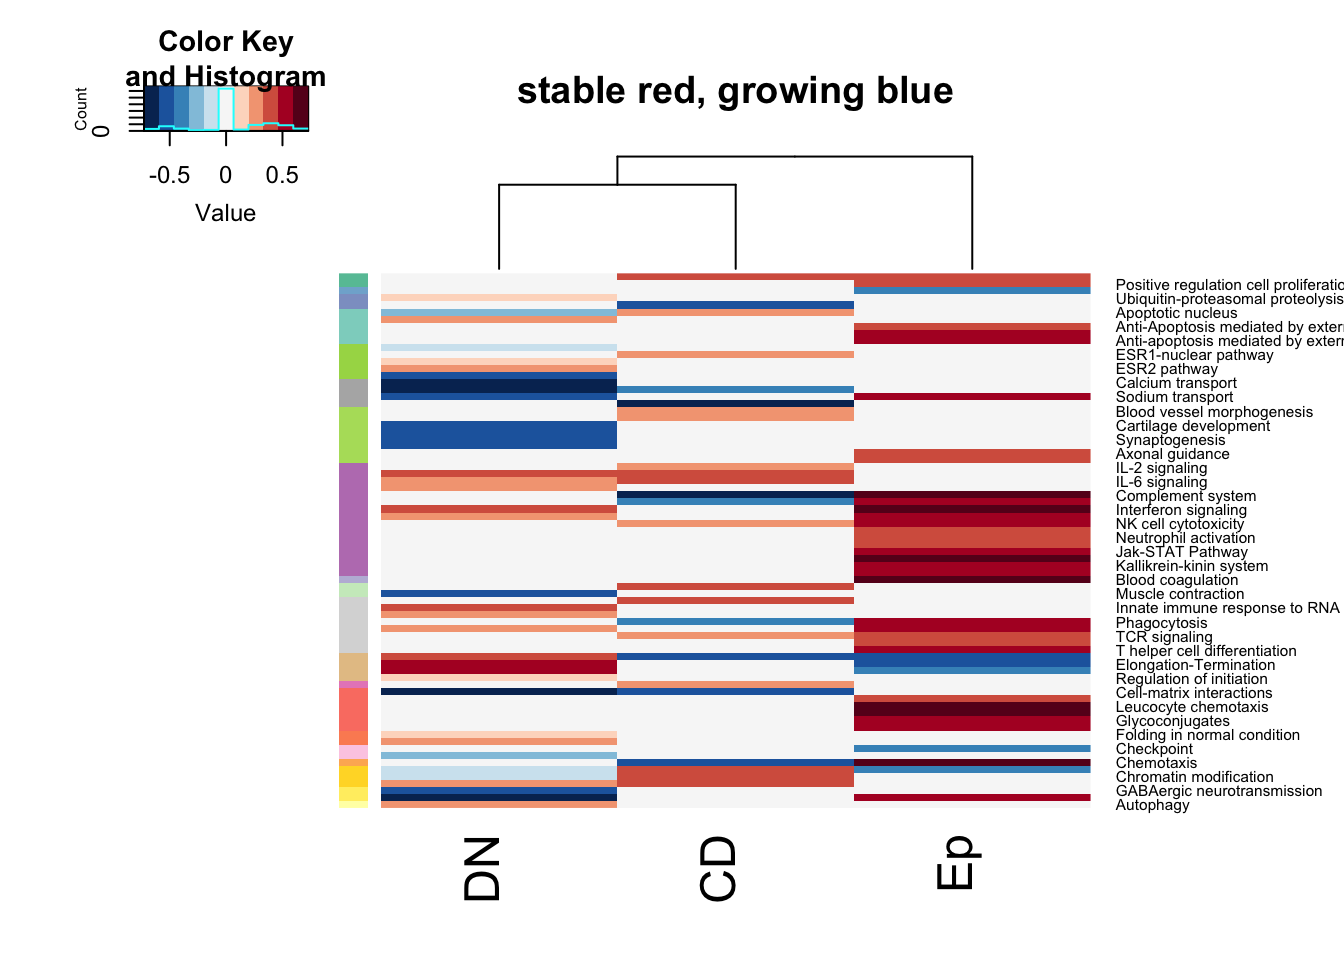 Color Key
and Histogram
Count
0
-0.5 0 0.5
Value
stable red, growing blue
Positive regulation cell proliferatio
Ubiquitin-proteasomal proteolysis
Apoptotic nucleus
Anti-Apoptosis mediated by extern
Anti-apoptosis mediated by extern
ESR1-nuclear pathway
ESR2 pathway
Calcium transport
Sodium transport
Blood vessel morphogenesis
Cartilage development
Synaptogenesis
Axonal guidance
IL-2 signaling
IL-6 signaling
Complement system
Interferon signaling
NK cell cytotoxicity
Neutrophil activation
Jak-STAT Pathway
Kallikrein-kinin system
Blood coagulation
Muscle contraction
Innate immune response to RNA
Phagocytosis
TCR signaling
T helper cell differentiation
Elongation-Termination
Regulation of initiation
Cell-matrix interactions
Leucocyte chemotaxis
Glycoconjugates
Folding in normal condition
Checkpoint
Chemotaxis
Chromatin modification
GABAergic neurotransmission
Autophagy
DN
CD
Ep